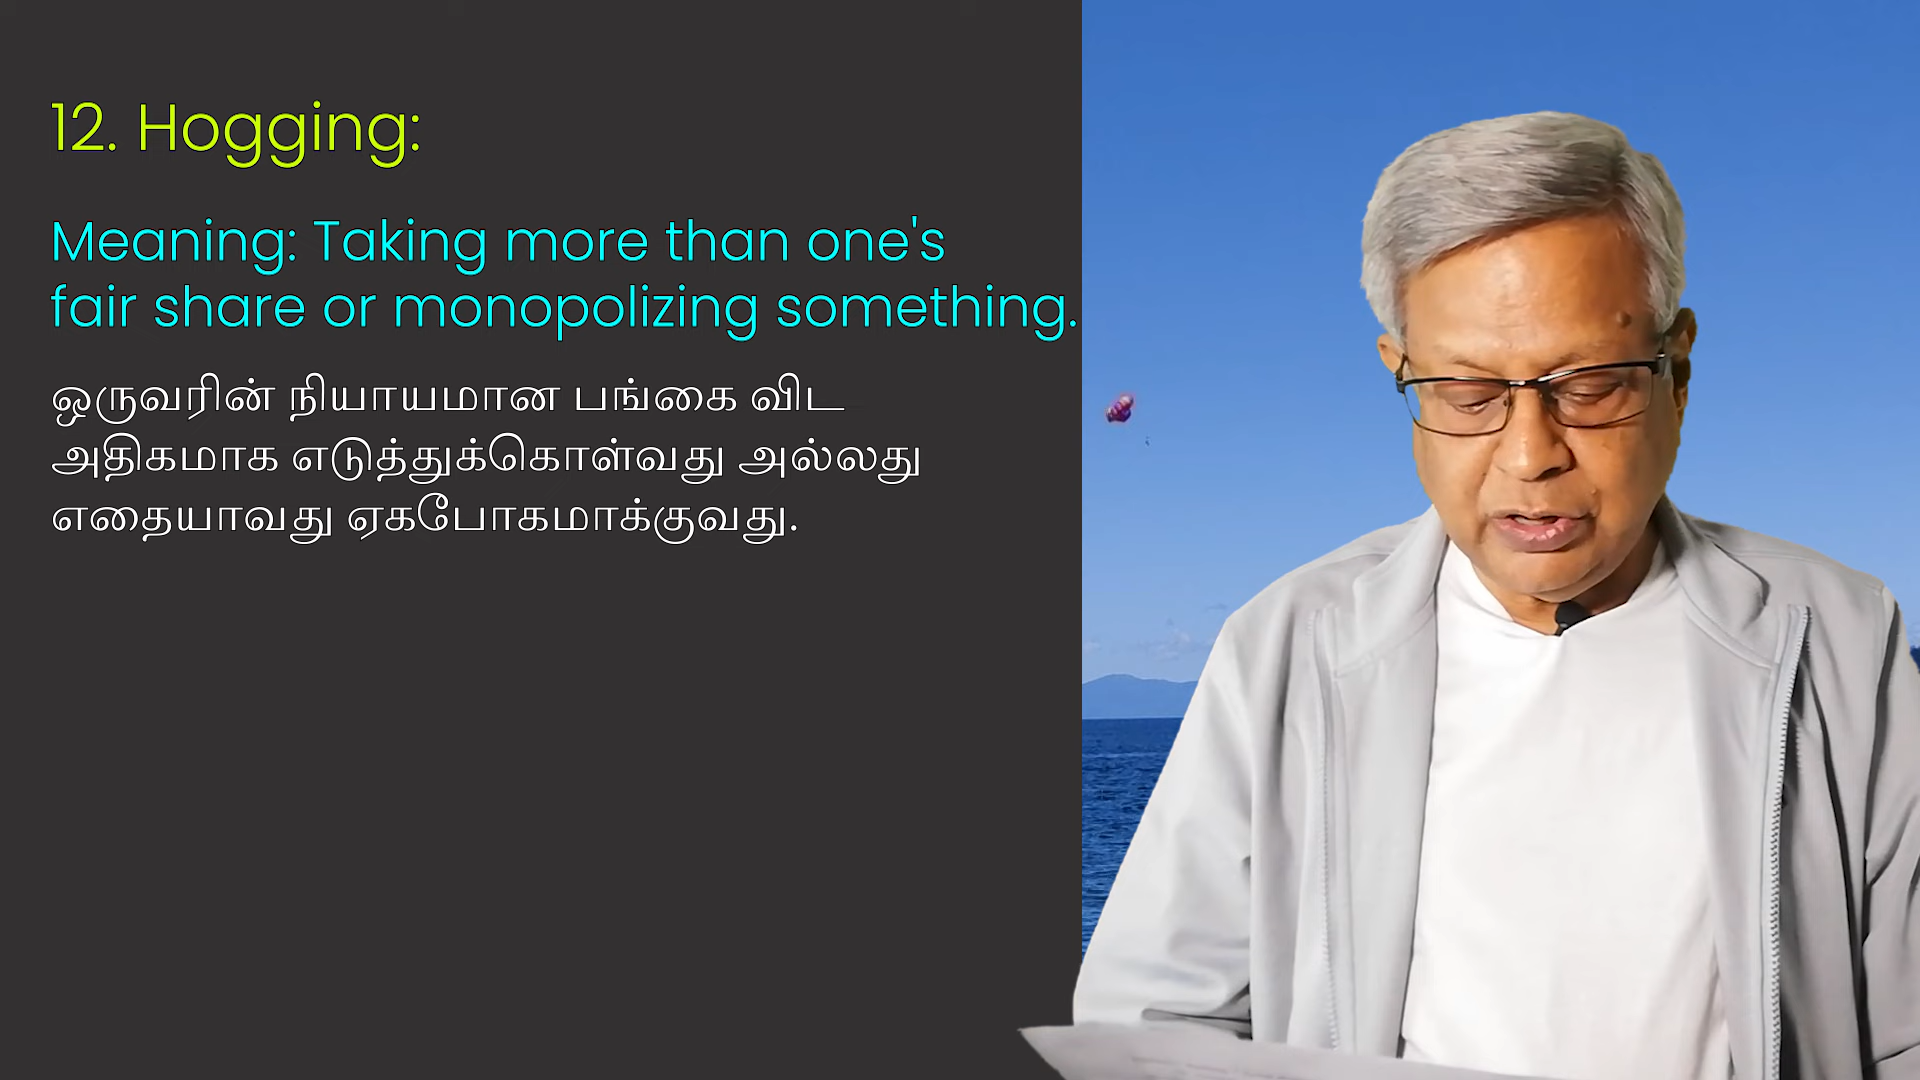 12. Hogging:
Meaning: Taking more than one's
fair share or monopolizing something.
ஒருவரின் நியாயமான பங்கை விட
அதிகமாக எடுத்துக்கொள்வது அல்லது
எதையாவது ஏகபோகமாக்குவது.